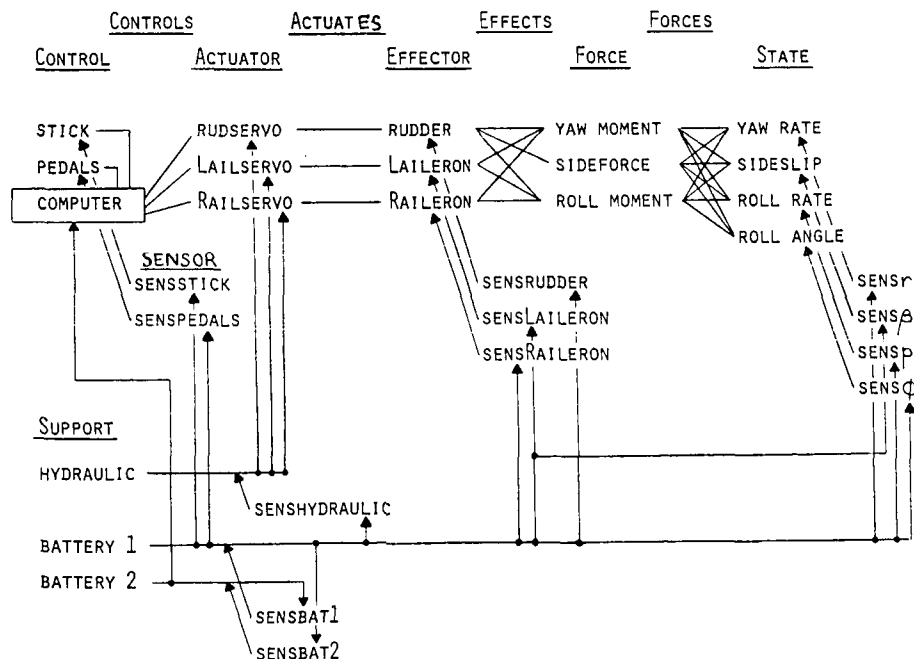 CONTROLS ACTUATES EFFECTS FORCES
CONTROL ACTUATOR EFFECTOR FORCE STATE
STICK RUDSERVO RUDDER YAW MOMENT YAW RATE
PEDALS LAILSERVO LAILERON SIDEFORCE SIDESLIP
COMPUTER RAILSERVO RAILERON ROLL MOMENT ROLL RATE
ROLL ANGLE
SENSOR
SENSSTICK SENSRUDDER SENSr
SENSPEDALS SENSLAILERON SENSβ
SENSRAILERON SENSp
SENSϕ
SUPPORT
HYDRAULIC
SENSHYDRAULIC
BATTERY 1
BATTERY 2
SENSBAT1
SENSBAT2